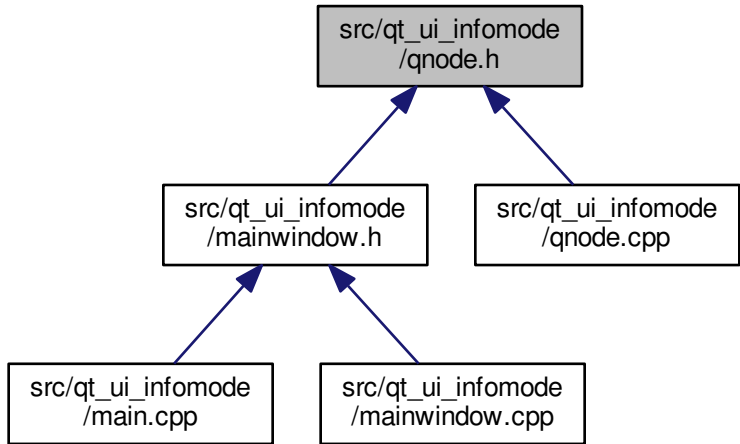 src/qt_ui_infomode
/qnode.h
src/qt_ui_infomode
/mainwindow.h
src/qt_ui_infomode
/qnode.cpp
src/qt_ui_infomode
/main.cpp
src/qt_ui_infomode
/mainwindow.cpp